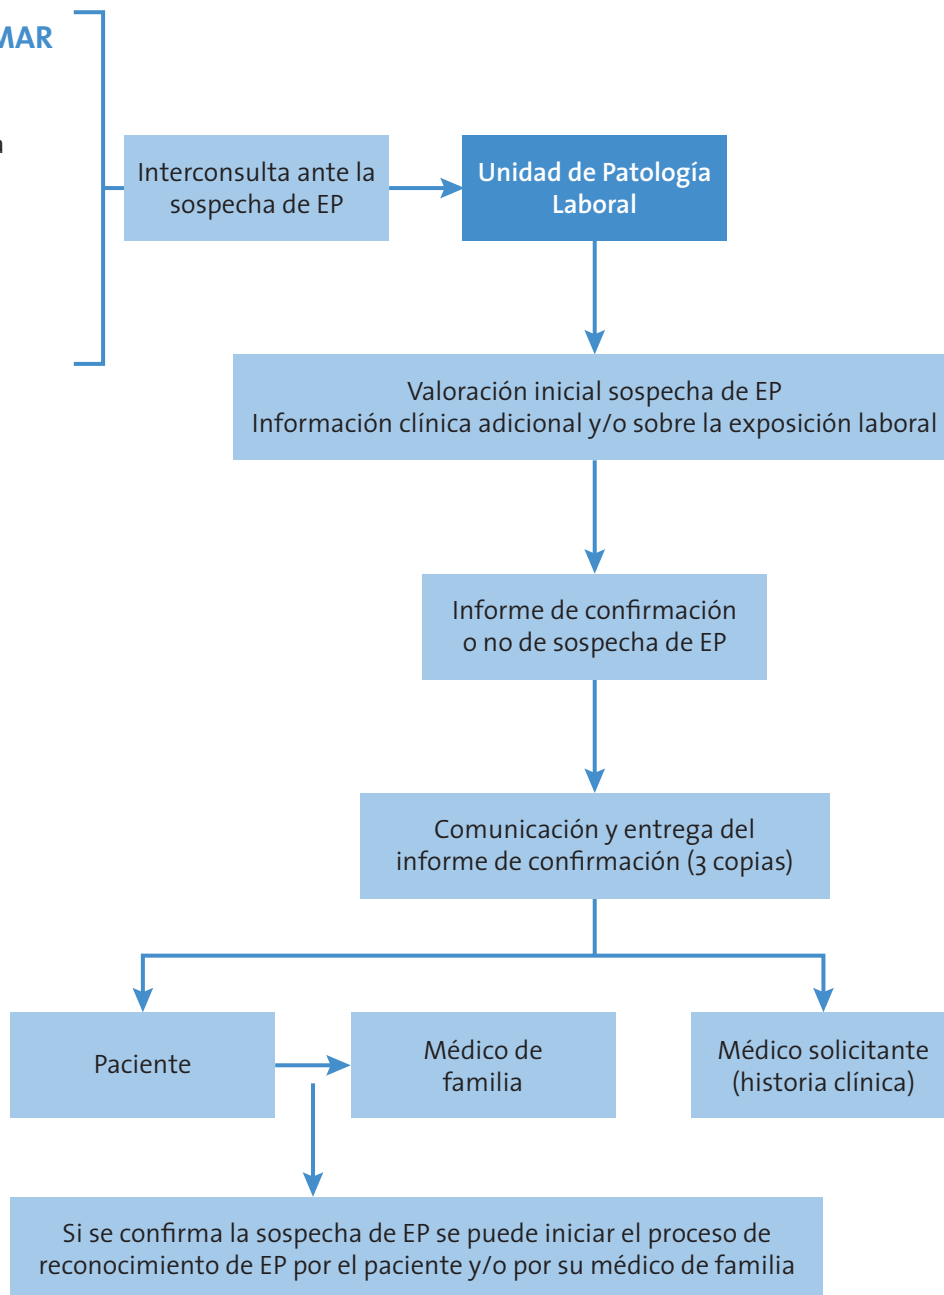 MAR
Interconsulta ante la
sospecha de EP
Unidad de Patología
Laboral
Valoración inicial sospecha de EP
Información clínica adicional y/o sobre la exposición laboral
Informe de confirmación
o no de sospecha de EP
Comunicación y entrega del
informe de confirmación (3 copias)
Paciente
Médico de
familia
Médico solicitante
(historia clínica)
Si se confirma la sospecha de EP se puede iniciar el proceso de
reconocimiento de EP por el paciente y/o por su médico de familia